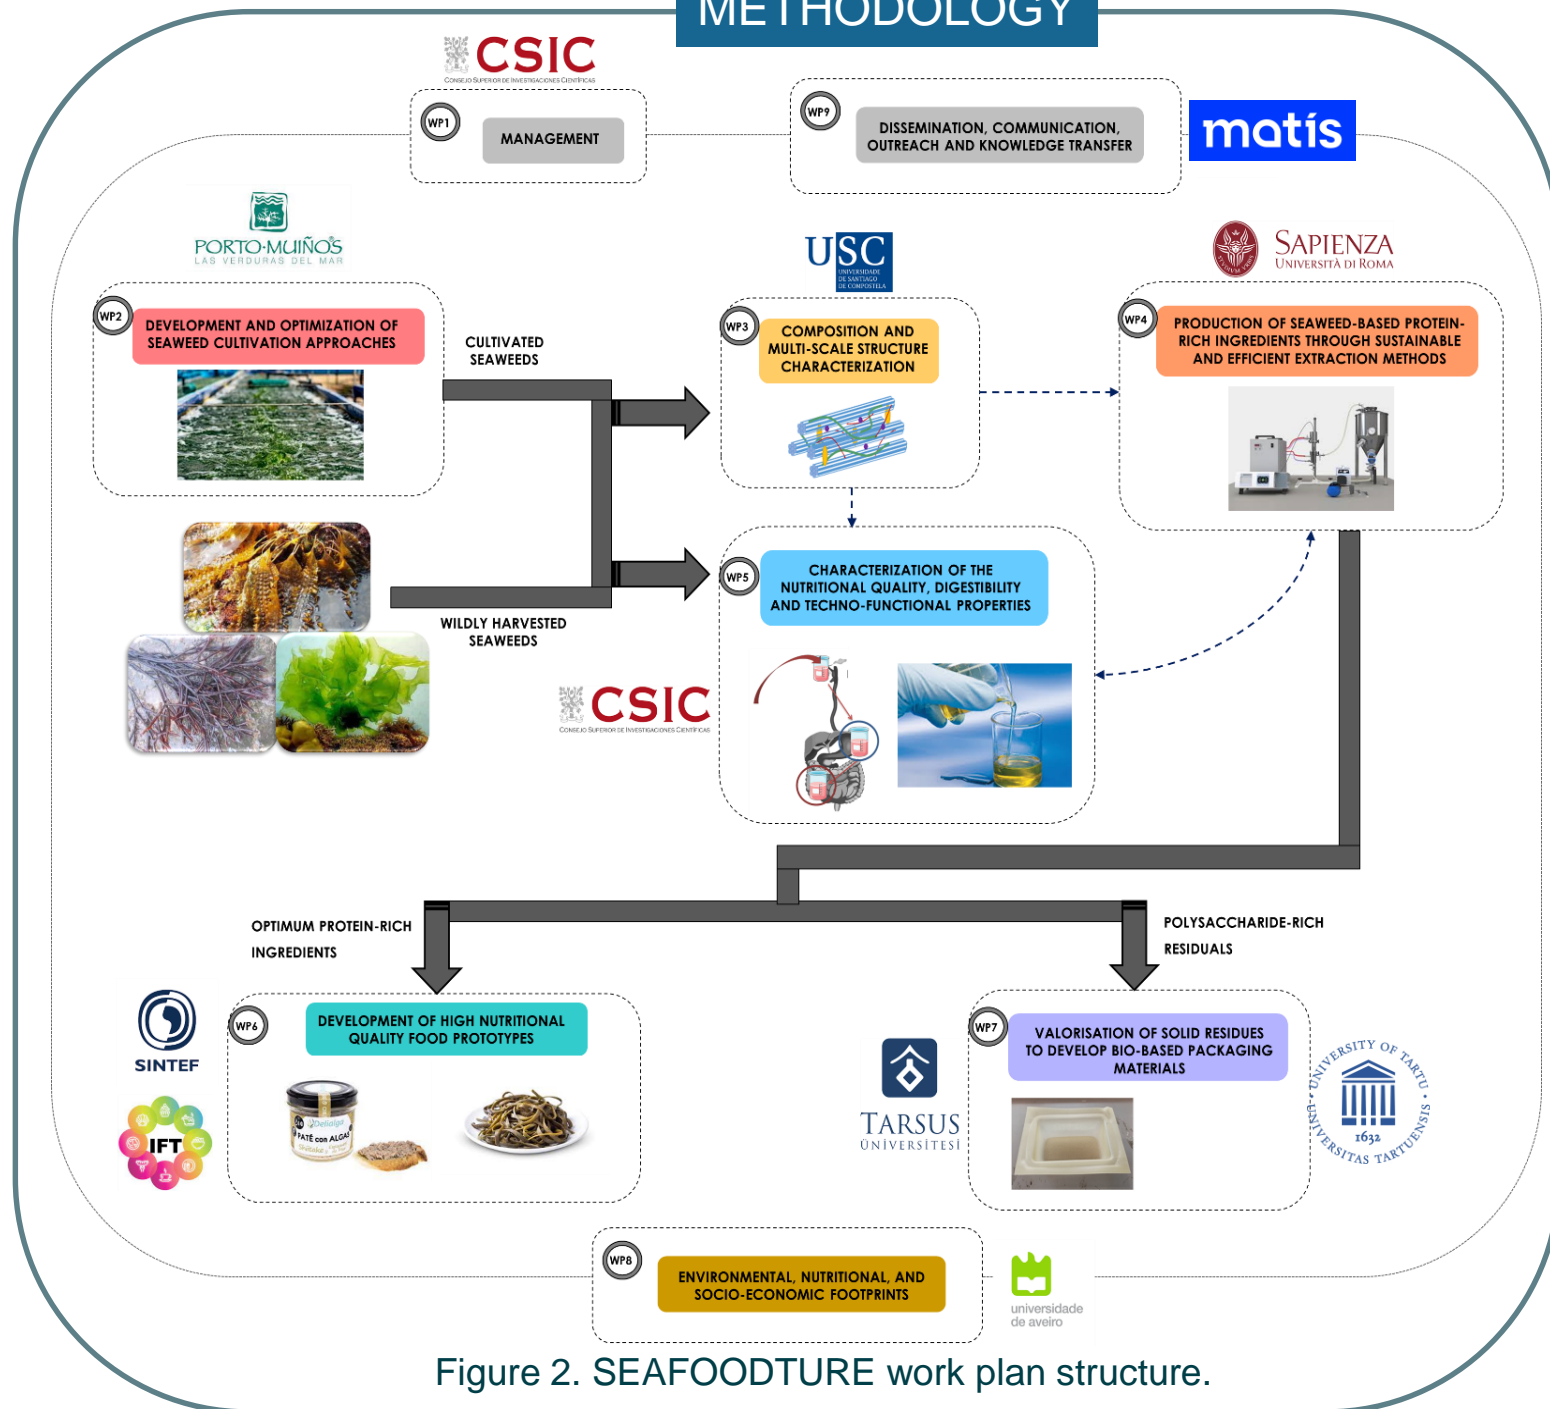 METHODOLOGY
CSIC
CONSEJO SUPERIOR DE INVESTIGACIONES CIENTÍFICAS
WP1
MANAGEMENT
WP9
DISSEMINATION, COMMUNICATION,
OUTREACH AND KNOWLEDGE TRANSFER
matís
PORTO·MUIÑOS
LAS VERDURAS DEL MAR
USC
UNIVERSIDADE
DE SANTIAGO
DE COMPOSTELA
SAPIENZA
UNIVERSITÀ DI ROMA
WP2
DEVELOPMENT AND OPTIMIZATION OF
SEAWEED CULTIVATION APPROACHES
CULTIVATED
SEAWEEDS
WP3
COMPOSITION AND
MULTI-SCALE STRUCTURE
CHARACTERIZATION
WP4
PRODUCTION OF SEAWEED-BASED PROTEIN-
RICH INGREDIENTS THROUGH SUSTAINABLE
AND EFFICIENT EXTRACTION METHODS
WILDLY HARVESTED
SEAWEEDS
WP5
CHARACTERIZATION OF THE
NUTRITIONAL QUALITY, DIGESTIBILITY
AND TECHNO-FUNCTIONAL PROPERTIES
CSIC
CONSEJO SUPERIOR DE INVESTIGACIONES CIENTÍFICAS
OPTIMUM PROTEIN-RICH
INGREDIENTS
POLYSACCHARIDE-RICH
RESIDUALS
SINTEF
IFT
WP6
DEVELOPMENT OF HIGH NUTRITIONAL
QUALITY FOOD PROTOTYPES
Delialga
PATÉ con ALGAS
TARSUS
ÜNİVERSİTESİ
WP7
VALORISATION OF SOLID RESIDUES
TO DEVELOP BIO-BASED PACKAGING
MATERIALS
UNIVERSITY OF TARTU
1632
UNIVERSITAS TARTUENSIS
WP8
ENVIRONMENTAL, NUTRITIONAL, AND
SOCIO-ECONOMIC FOOTPRINTS
universidade
de aveiro
Figure 2. SEAFOODTURE work plan structure.